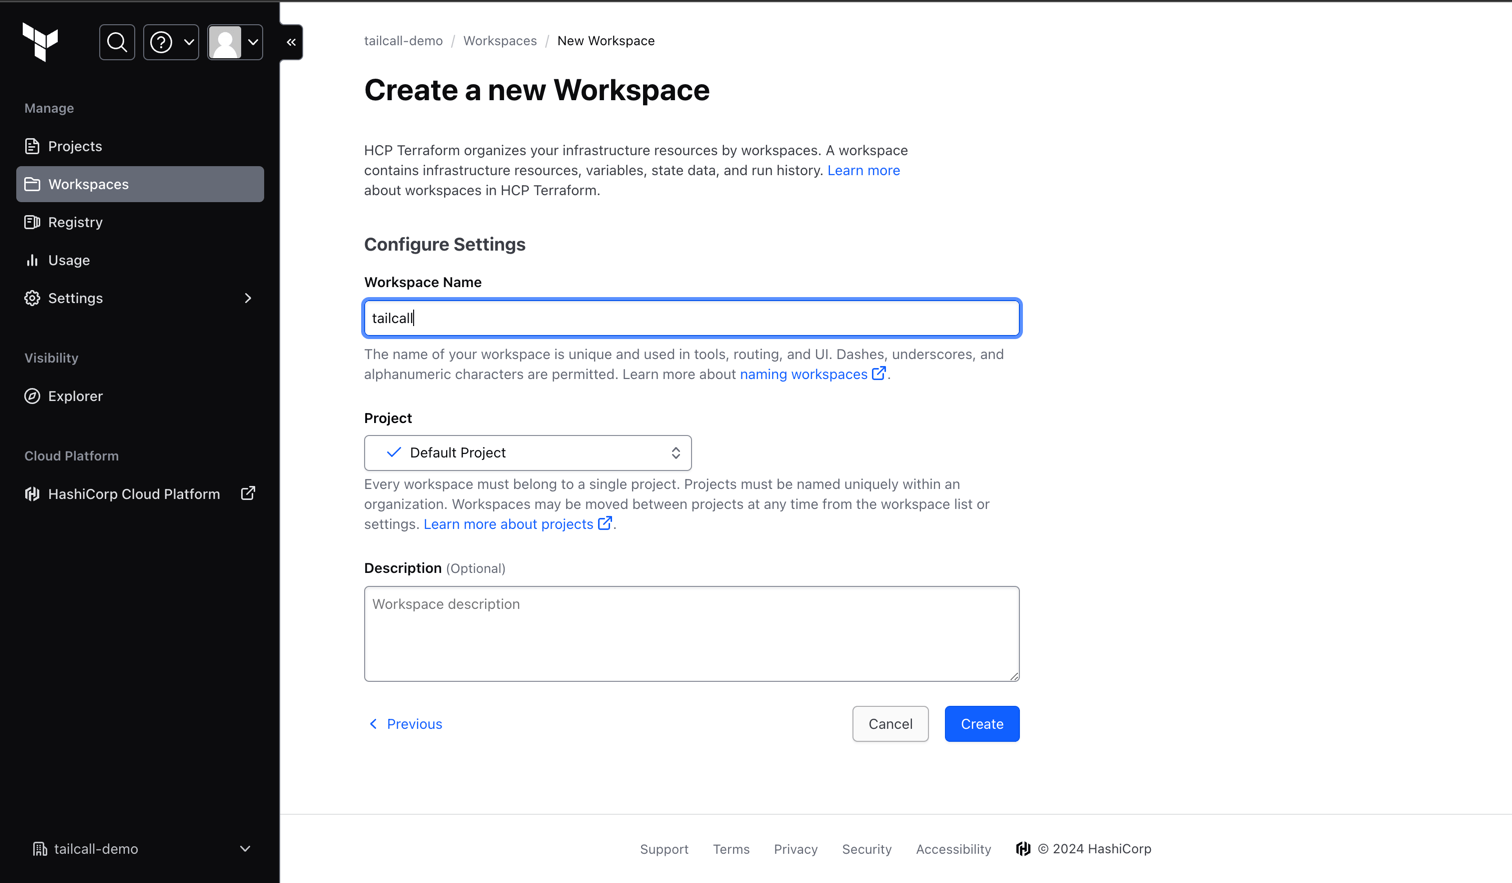 Manage
Projects
Workspaces
Registry
Usage
Settings
Visibility
Explorer
Cloud Platform
HashiCorp Cloud Platform
tailcall-demo
tailcall-demo / Workspaces / New Workspace
Create a new Workspace
HCP Terraform organizes your infrastructure resources by workspaces. A workspace
contains infrastructure resources, variables, state data, and run history. Learn more
about workspaces in HCP Terraform.
Configure Settings
Workspace Name
tailcall
The name of your workspace is unique and used in tools, routing, and UI. Dashes, underscores, and
alphanumeric characters are permitted. Learn more about naming workspaces.
Project
Default Project
Every workspace must belong to a single project. Projects must be named uniquely within an
organization. Workspaces may be moved between projects at any time from the workspace list or
settings. Learn more about projects.
Description (Optional)
Workspace description
Previous
Cancel
Create
Support Terms Privacy Security Accessibility © 2024 HashiCorp